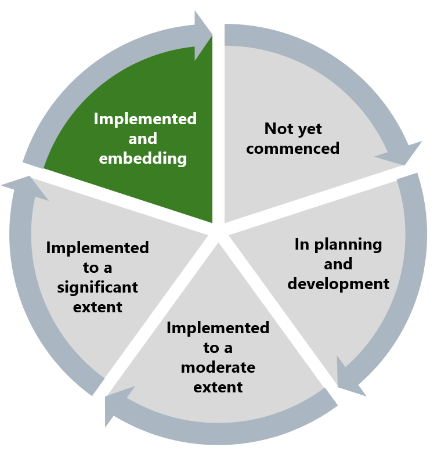 Not yet
commenced
In planning
and
development
Implemented
to a
moderate
extent
Implemented
to a
significant
extent
Implemented
and
embedding